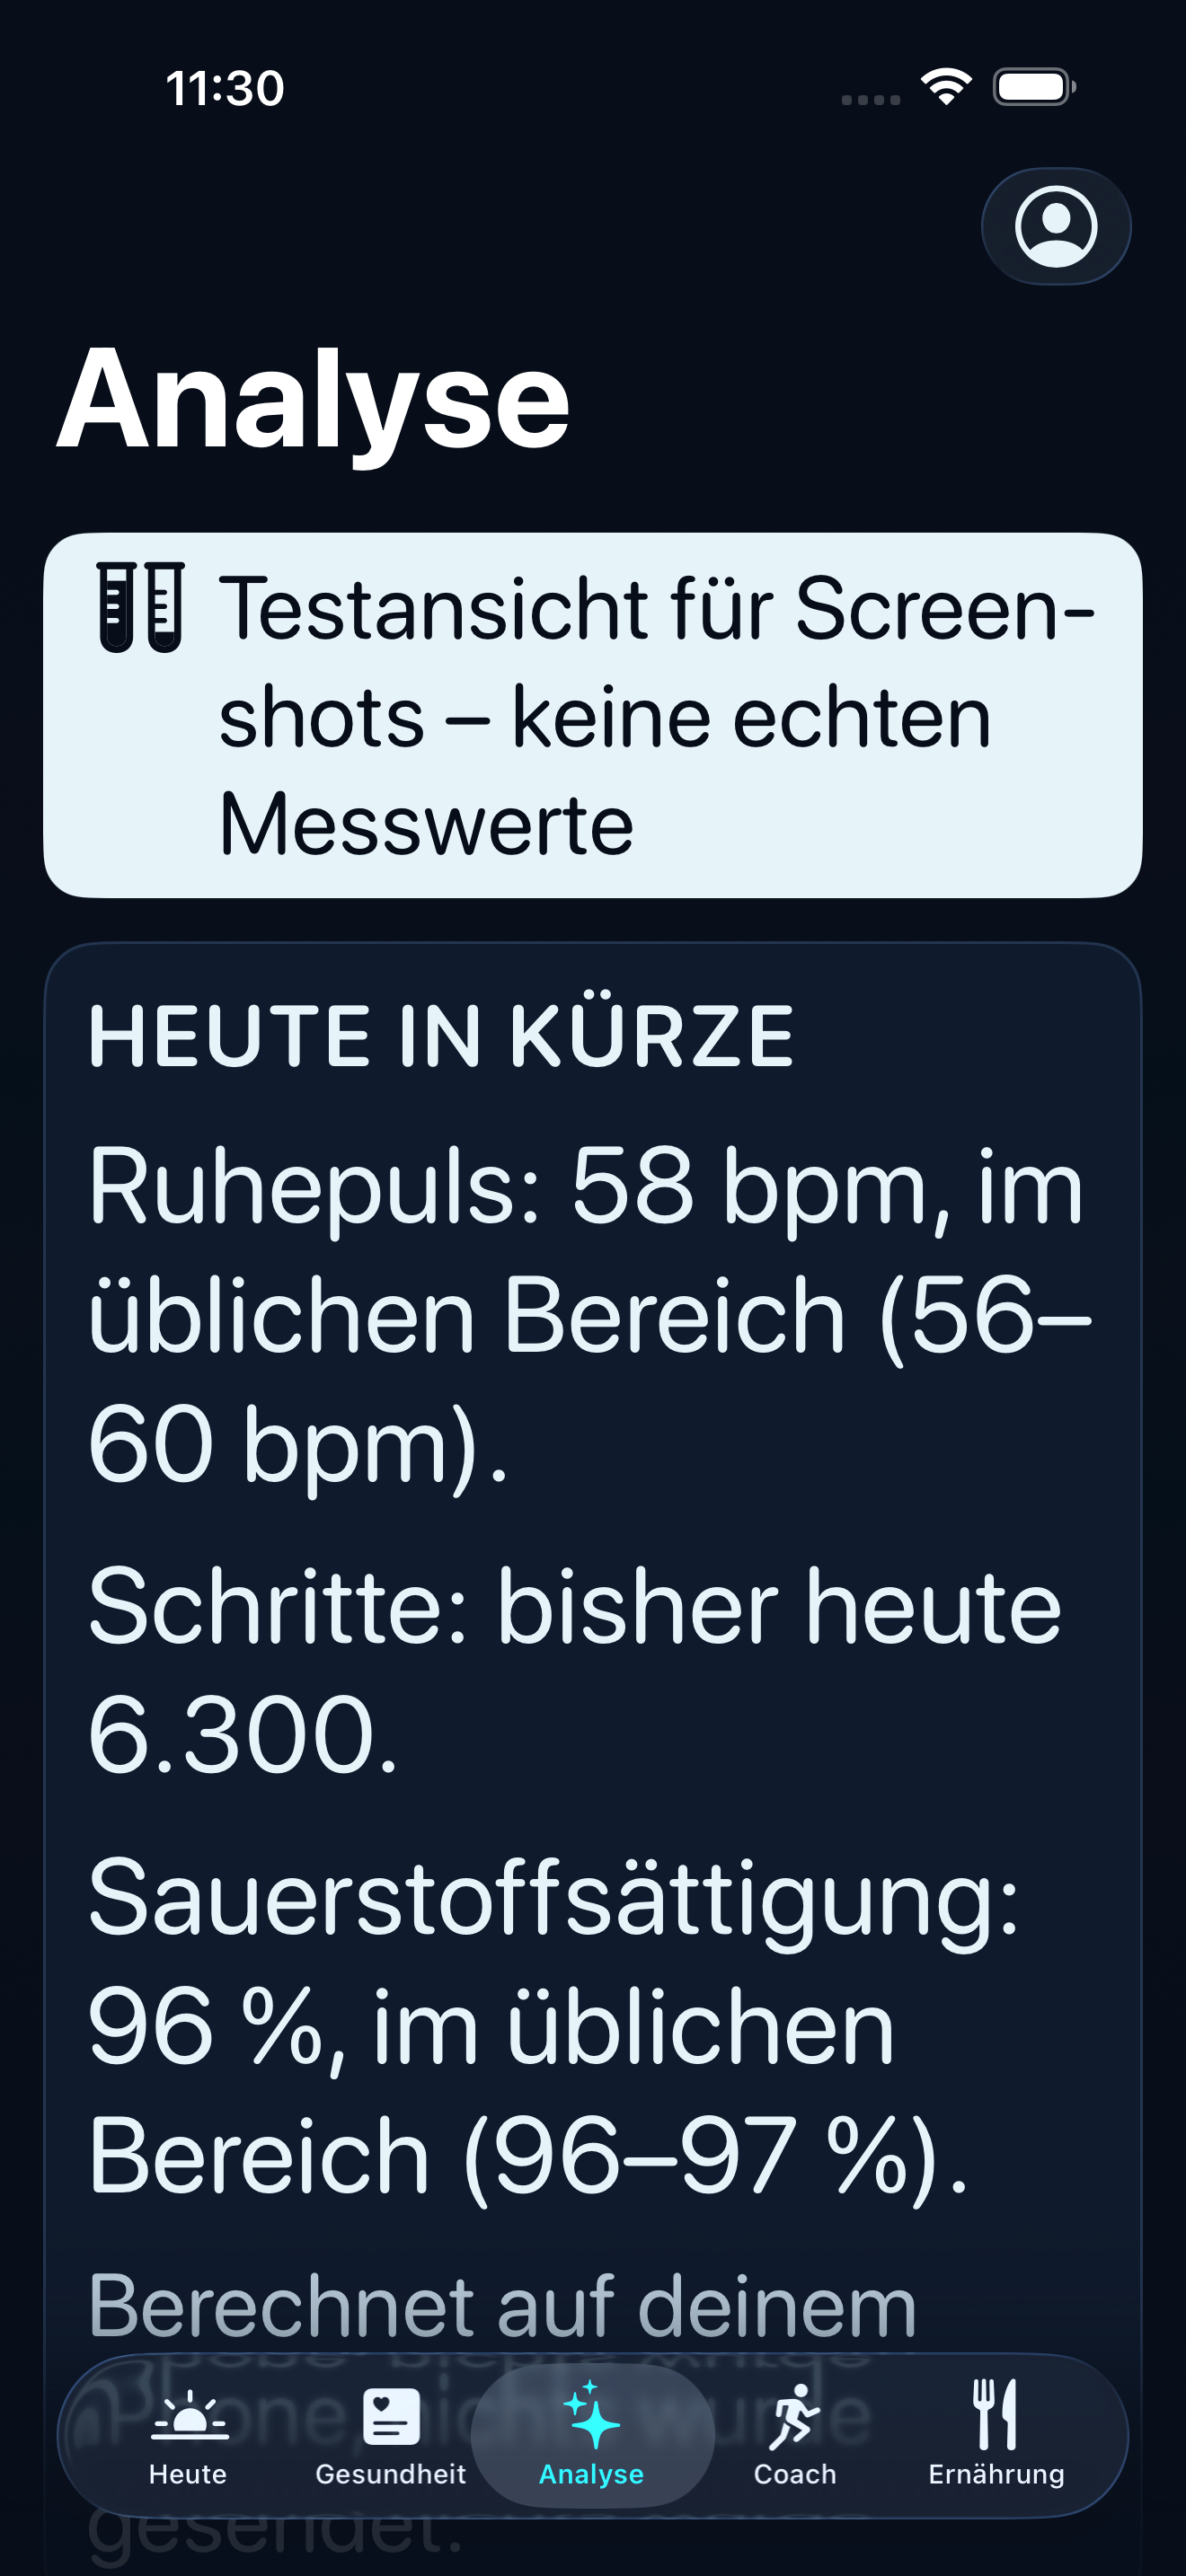 11:30
Analyse
Testansicht für Screen-
shots – keine echten
Messwerte
HEUTE IN KÜRZE
Ruhepuls: 58 bpm, im
üblichen Bereich (56–
60 bpm).
Schritte: bisher heute
6.300.
Sauerstoffsättigung:
96 %, im üblichen
Bereich (96–97 %).
Berechnet auf deinem
Heute
Gesundheit
Analyse
Coach
Ernährung
gesendet.